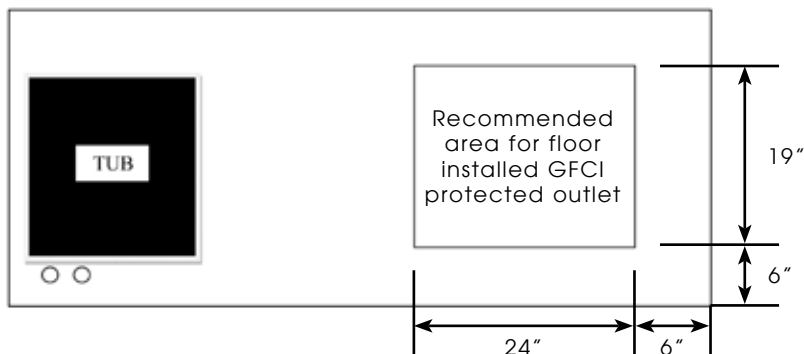 TUB
Recommended
area for floor
installed GFCI
protected outlet
19″
6″
24″
6″